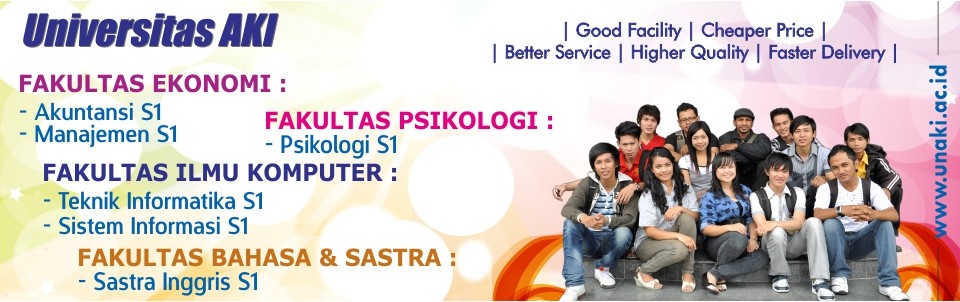 Universitas AKI
| Good Facility | Cheaper Price |
| Better Service | Higher Quality | Faster Delivery |
FAKULTAS EKONOMI :
- Akuntansi S1
- Manajemen S1
FAKULTAS PSIKOLOGI :
- Psikologi S1
FAKULTAS ILMU KOMPUTER :
- Teknik Informatika S1
- Sistem Informasi S1
FAKULTAS BAHASA & SASTRA :
- Sastra Inggris S1
www.unaki.ac.id